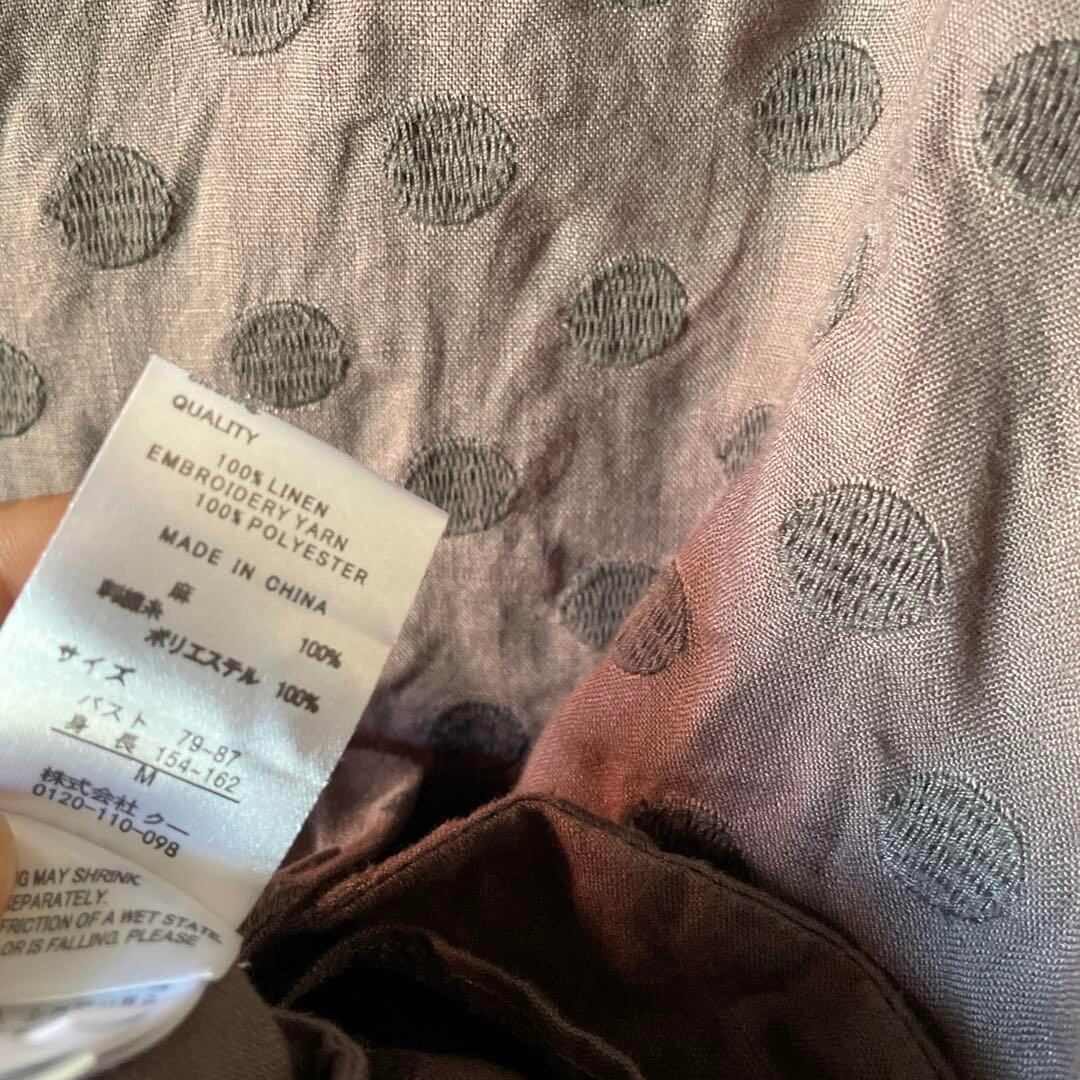 QUALITY
100% LINEN
EMBROIDERY YARN
100% POLYESTER
MADE IN CHINA
麻 100%
刺繍糸
ポリエステル 100%
サイズ
バスト 79-87
身長 154-162
M
株式会社 クー
0120-110-098
G MAY SHRINK
EPARATELY.
FRICTION OF A WET STATE
OR IS FALLING. PLEASE